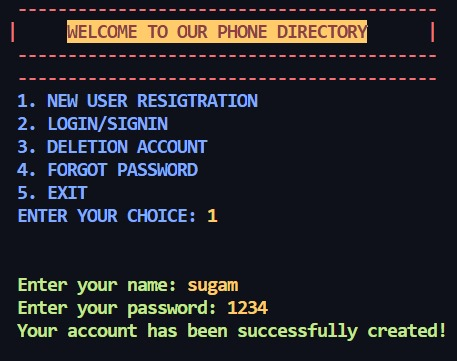 ------------------------------------------
| WELCOME TO OUR PHONE DIRECTORY |
------------------------------------------
------------------------------------------
1. NEW USER RESIGTRATION
2. LOGIN/SIGNIN
3. DELETION ACCOUNT
4. FORGOT PASSWORD
5. EXIT
ENTER YOUR CHOICE: 1
Enter your name: sugam
Enter your password: 1234
Your account has been successfully created!